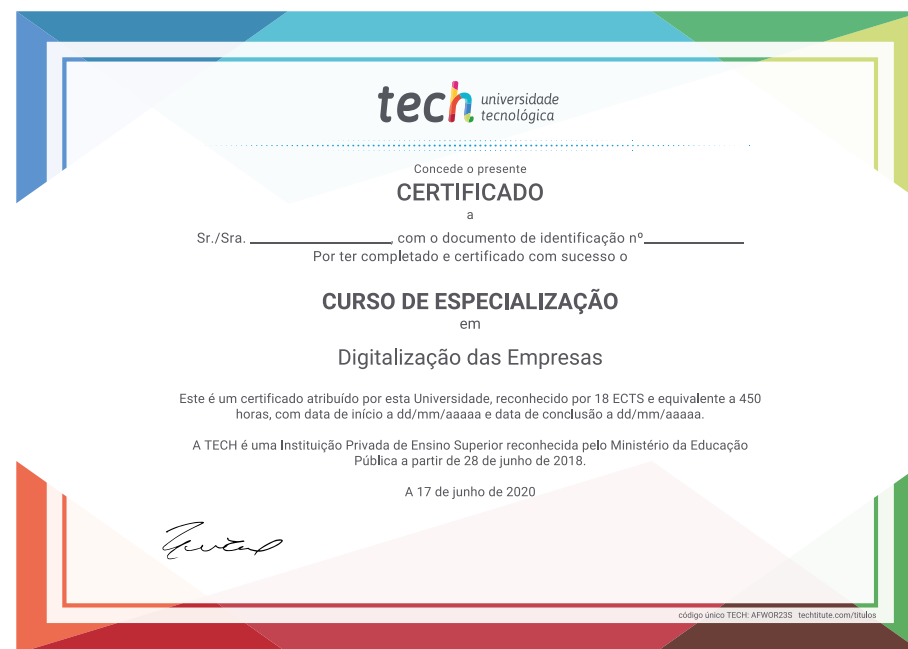 tech universidade
tecnológica
Concede o presente
CERTIFICADO
a
Sr./Sra. ________________, com o documento de identificação nº____________
Por ter completado e certificado com sucesso o
CURSO DE ESPECIALIZAÇÃO
em
Digitalização das Empresas
Este é um certificado atribuído por esta Universidade, reconhecido por 18 ECTS e equivalente a 450
horas, com data de início a dd/mm/aaaaa e data de conclusão a dd/mm/aaaaa.
A TECH é uma Instituição Privada de Ensino Superior reconhecida pelo Ministério da Educação
Pública a partir de 28 de junho de 2018.
A 17 de junho de 2020
código único TECH: AFWOR23S techtitute.com/titulos